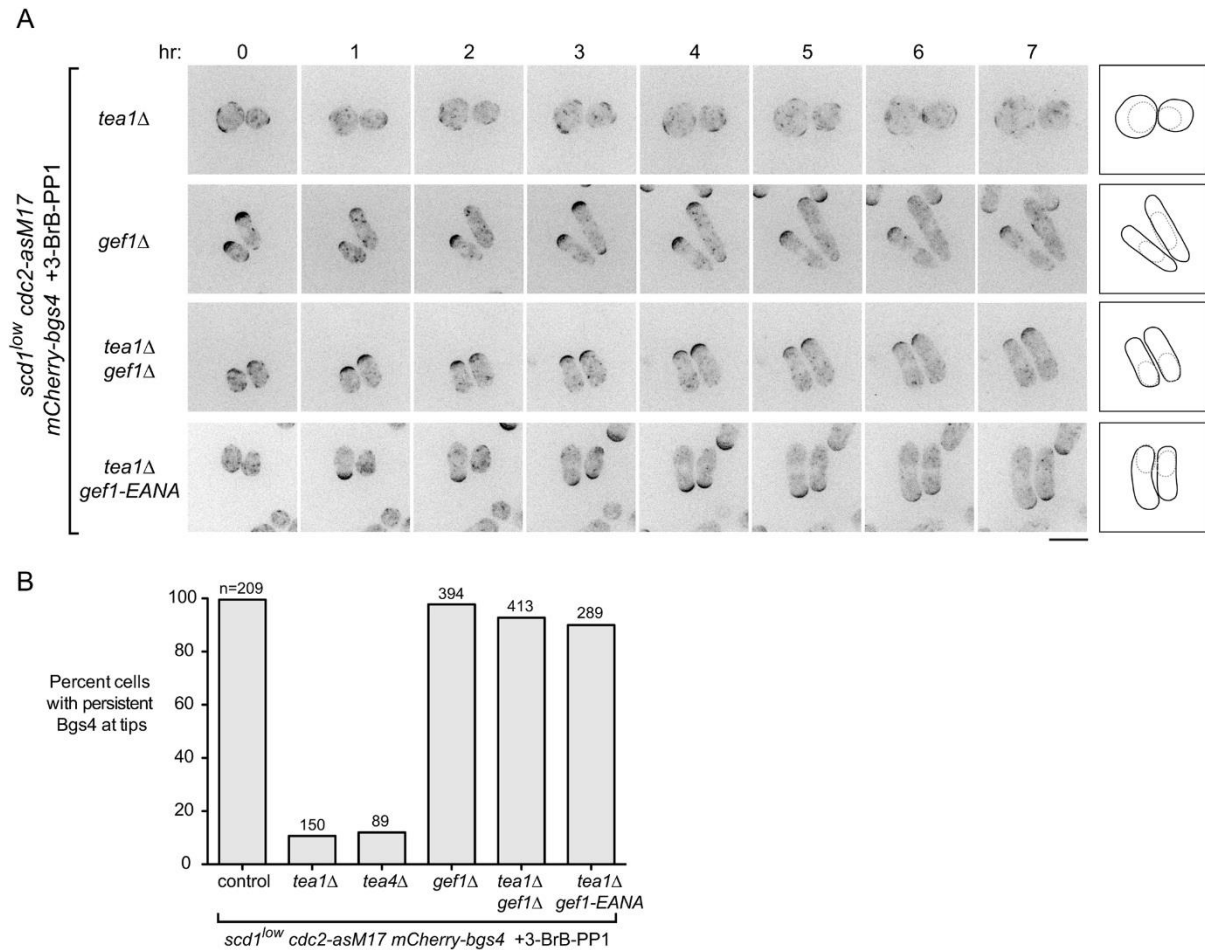 A
hr: 0 1 2 3 4 5 6 7
scd1low cdc2-asM17
mCherry-bgs4 +3-BrB-PP1
tea1Δ
gef1Δ
tea1Δ
gef1Δ
tea1Δ
gef1-EANA
B
Percent cells
with persistent
Bgs4 at tips
100
80
60
40
20
0
n=209
150
89
394
413
289
control tea1Δ tea4Δ gef1Δ tea1Δ tea1Δ
gef1Δ gef1-EANA
scd1low cdc2-asM17 mCherry-bgs4 +3-BrB-PP1